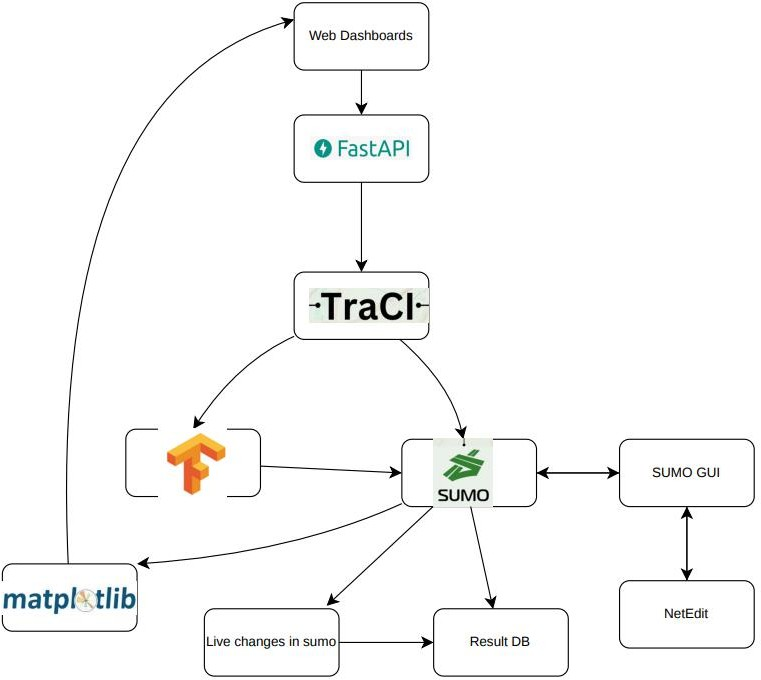 Web Dashboards
FastAPI
TraCI
SUMO
SUMO GUI
matplotlib
Live changes in sumo
Result DB
NetEdit